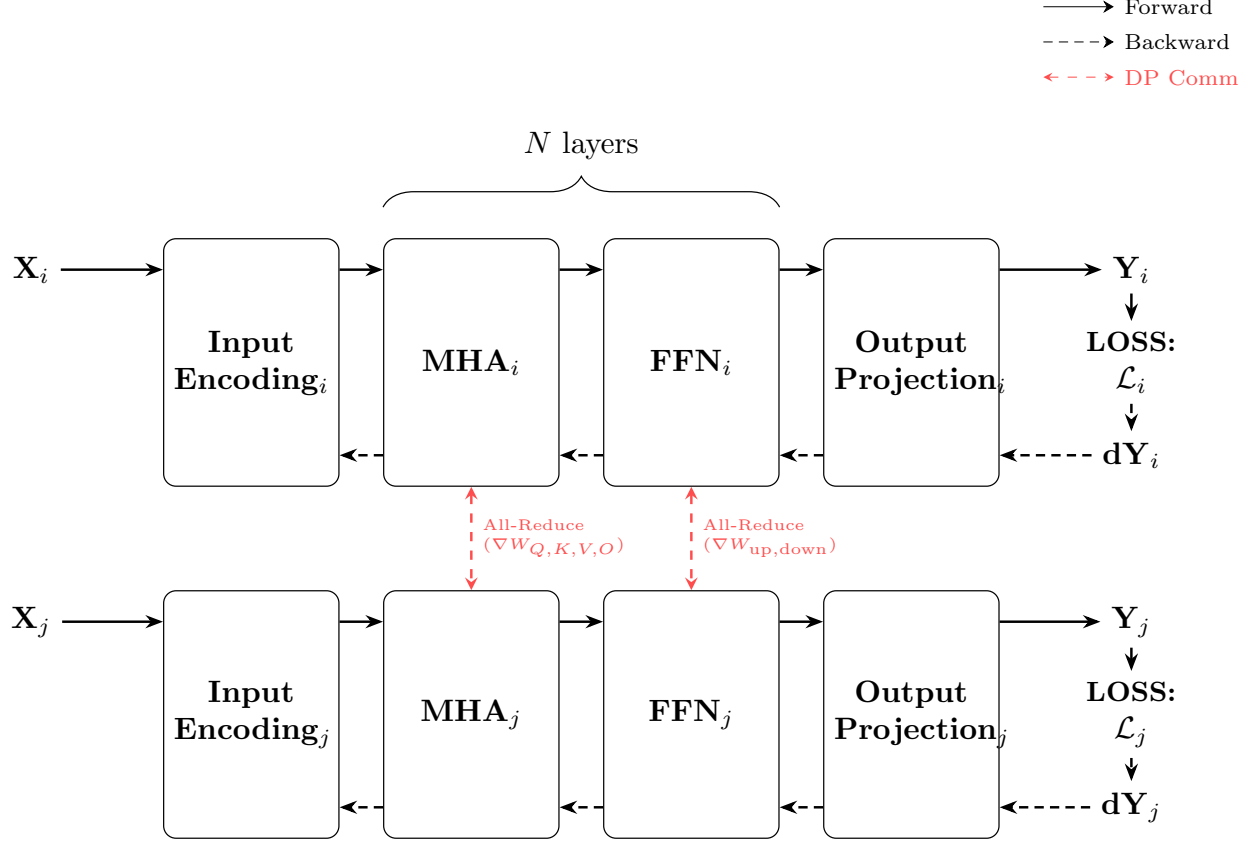 Forward
Backward
DP Comm
N layers
X_i
Input
Encoding_i
MHA_i
FFN_i
Output
Projection_i
Y_i
LOSS:
ℒ_i
dY_i
All-Reduce
(∇W_{Q,K,V,O})
All-Reduce
(∇W_{up,down})
X_j
Input
Encoding_j
MHA_j
FFN_j
Output
Projection_j
Y_j
LOSS:
ℒ_j
dY_j